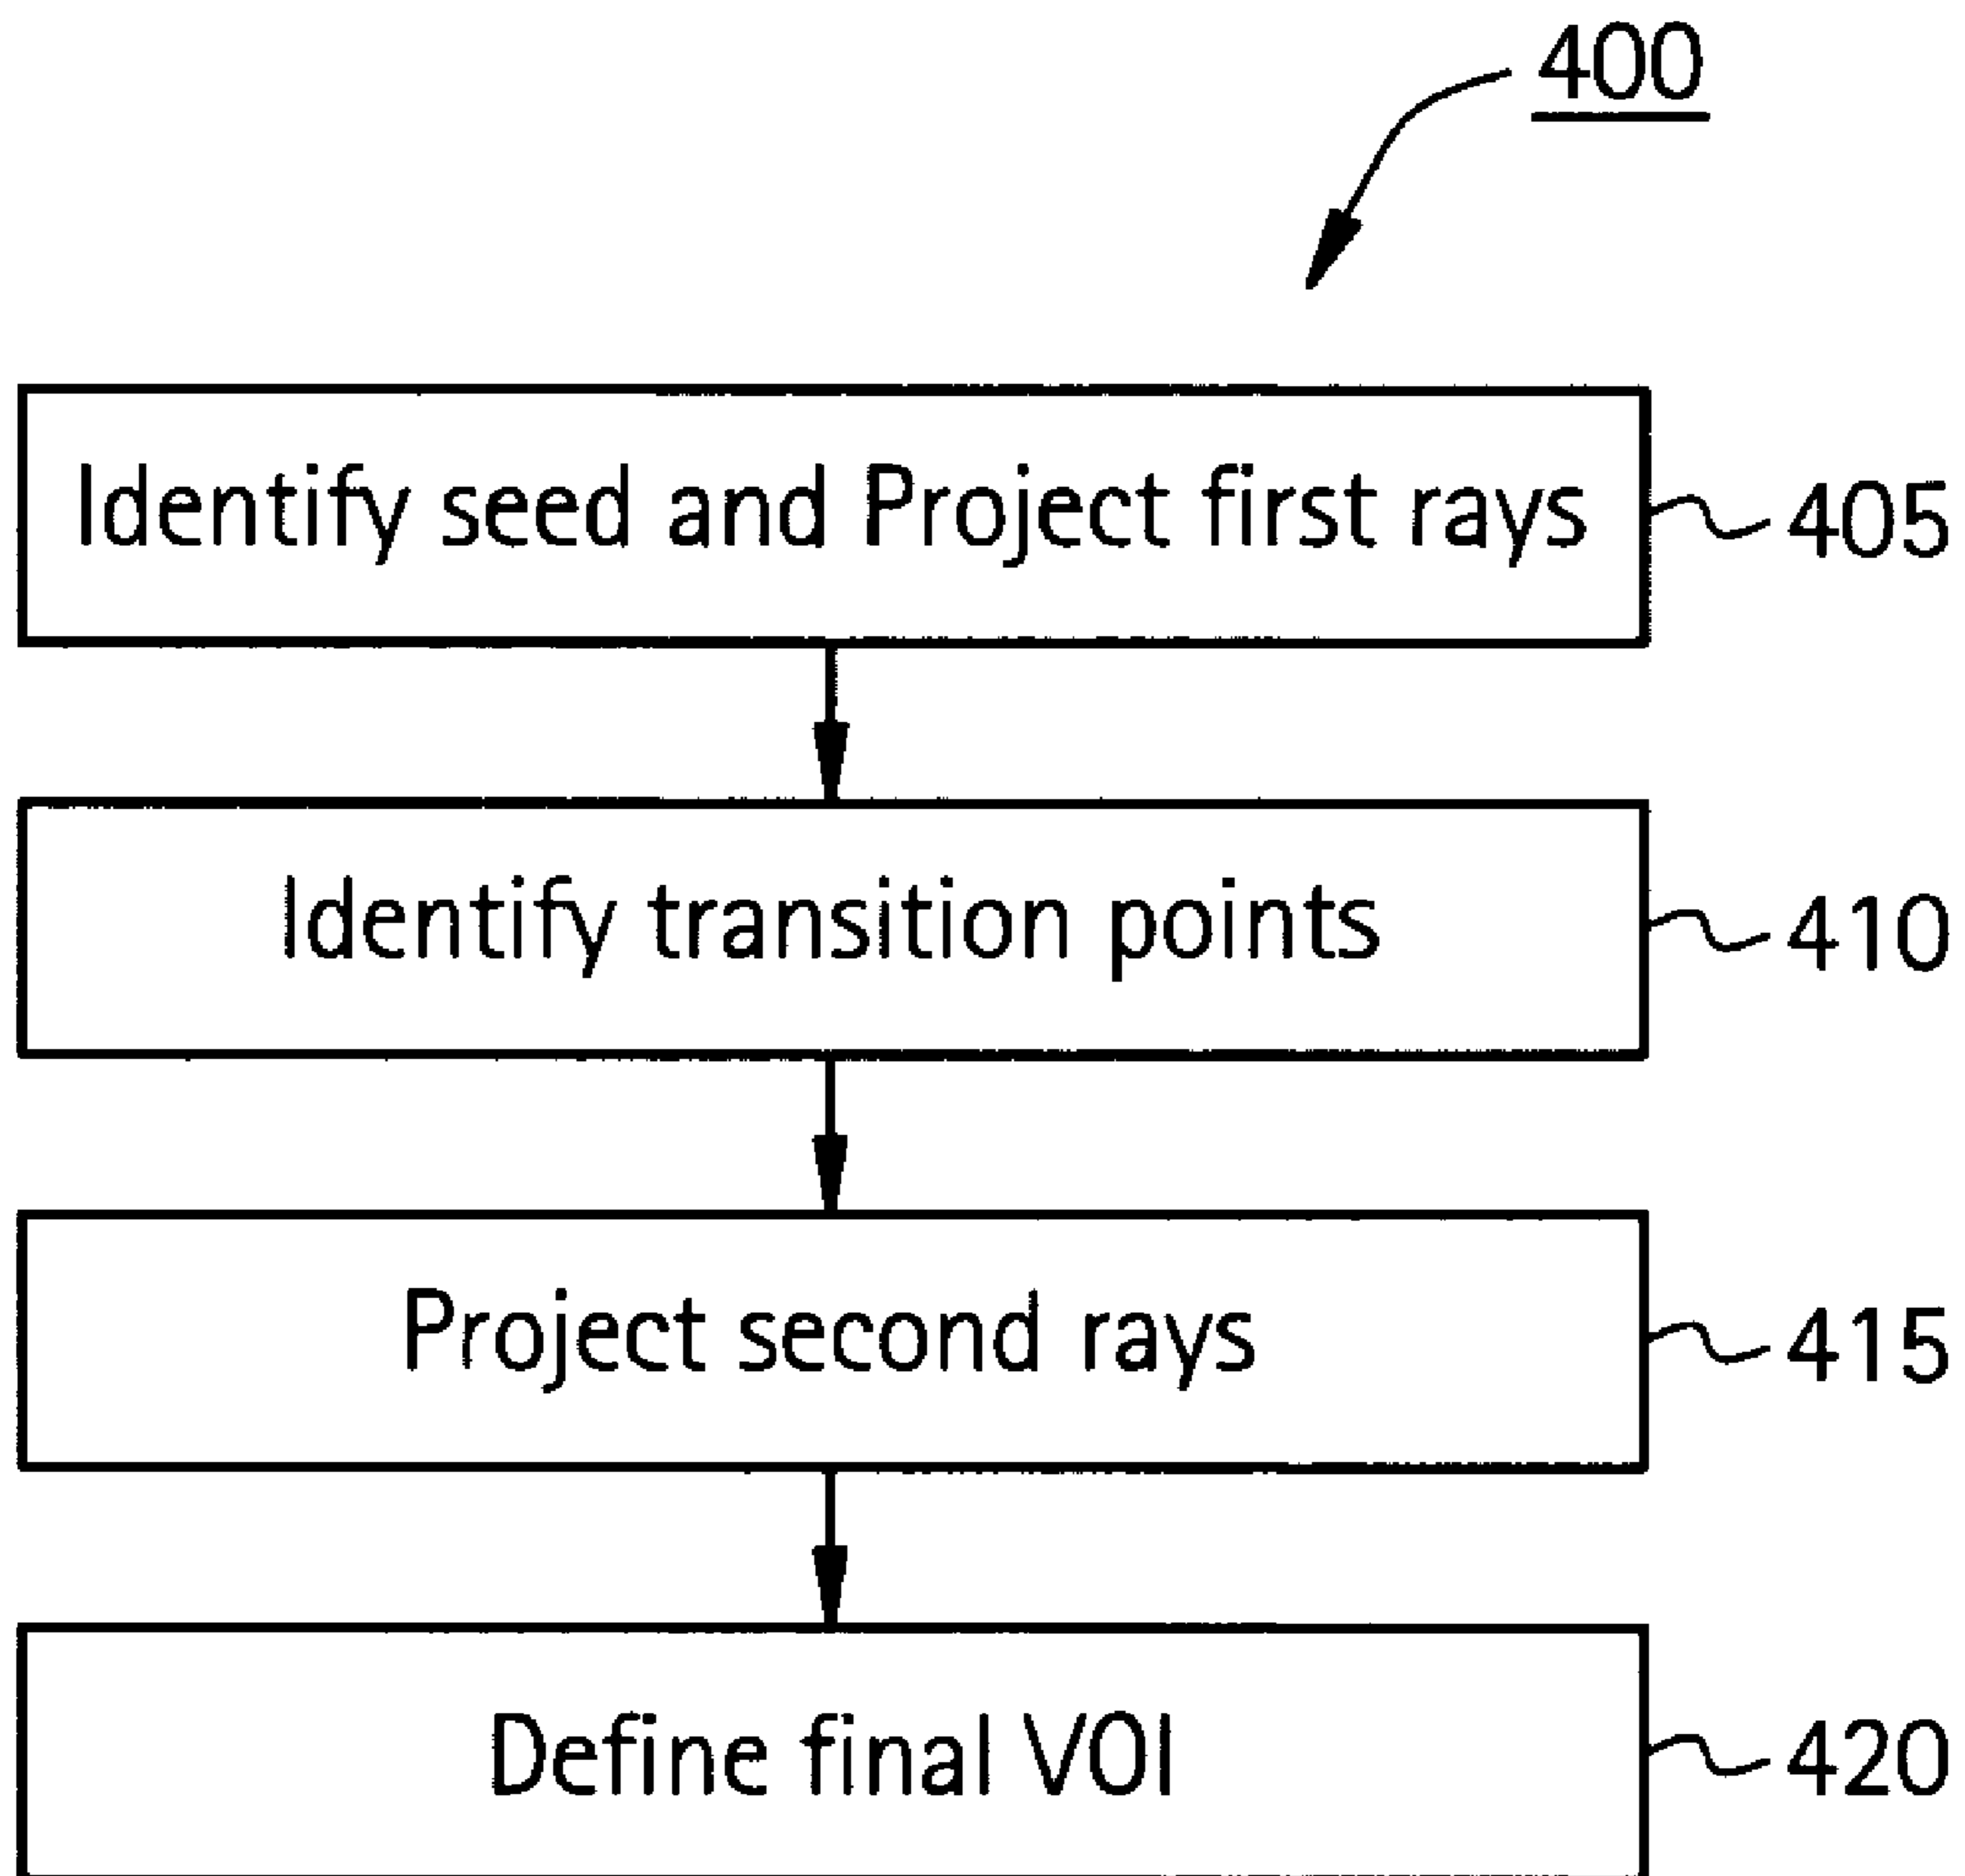 400
Identify seed and Project first rays
405
Identify transition points
410
Project second rays
415
Define final VOI
420